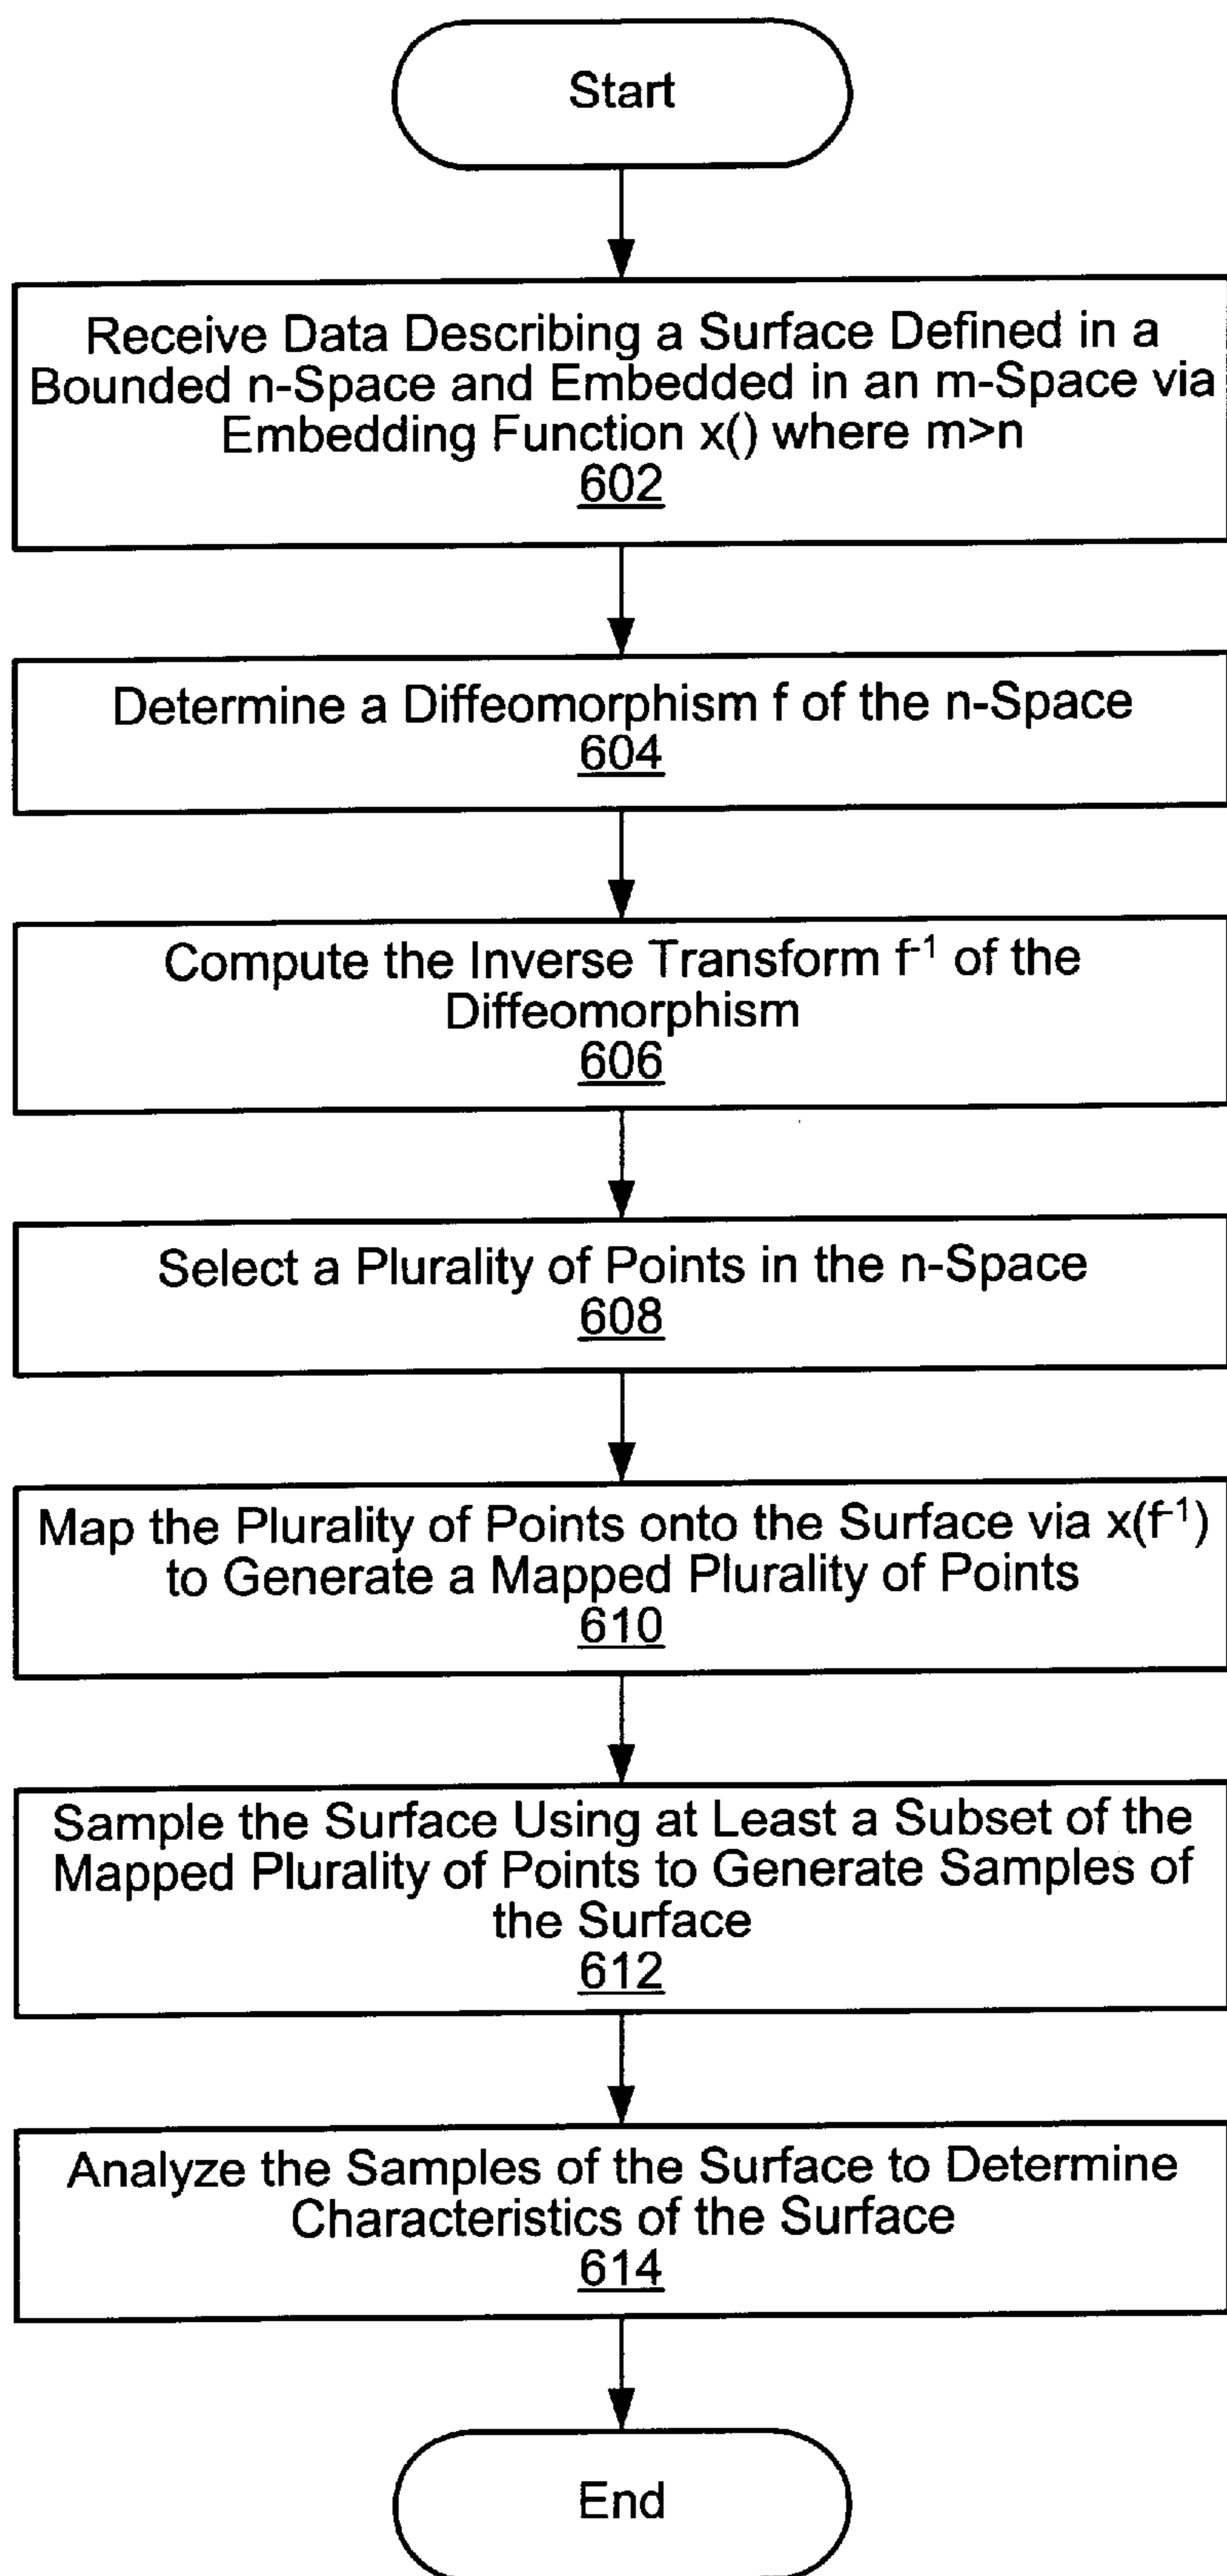 Start
Receive Data Describing a Surface Defined in a
Bounded n-Space and Embedded in an m-Space via
Embedding Function x() where m>n
602
Determine a Diffeomorphism f of the n-Space
604
Compute the Inverse Transform f⁻¹ of the
Diffeomorphism
606
Select a Plurality of Points in the n-Space
608
Map the Plurality of Points onto the Surface via x(f⁻¹)
to Generate a Mapped Plurality of Points
610
Sample the Surface Using at Least a Subset of the
Mapped Plurality of Points to Generate Samples of
the Surface
612
Analyze the Samples of the Surface to Determine
Characteristics of the Surface
614
End